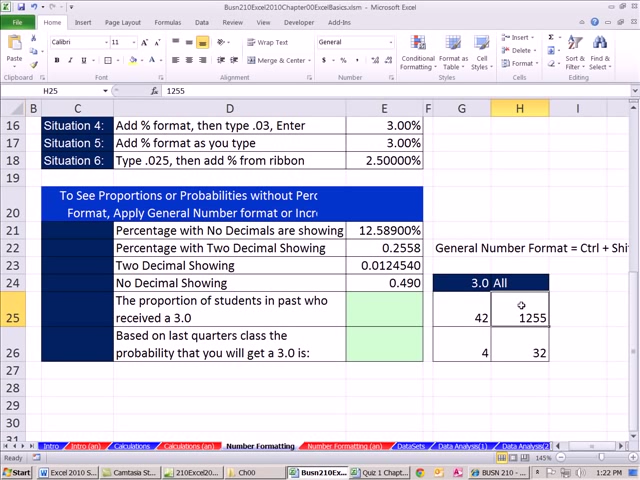 Busn210Excel2010Chapter00ExcelBasics.xlsm - Microsoft Excel
File Home Insert Page Layout Formulas Data Review View Developer Add-Ins
Paste
Calibri 11 Wrap Text General Insert
B I U Merge & Center $ % , Conditional Formatting Format as Table Cell Styles Delete Format Sort & Filter Find & Select
Clipboard Font Alignment Number Styles Cells Editing
H25 fx 1255
B C D E F G H I
16 Situation 4: Add % format, then type .03, Enter 3.00%
17 Situation 5: Add % format as you type 3.00%
18 Situation 6: Type .025, then add % from ribbon 2.50000%
19
To See Proportions or Probabilities without Perc
20 Format, Apply General Number format or Incre
21 Percentage with No Decimals are showing 12.58900%
22 Percentage with Two Decimal Showing 0.2558 General Number Format = Ctrl + Shi
23 Two Decimal Showing 0.0124540
24 No Decimal Showing 0.490 3.0 All
The proportion of students in past who
25 received a 3.0 42 1255
Based on last quarters class the
26 probability that you will get a 3.0 is: 4 32
27
28
29
30
31
Intro Intro (an) Calculations Calculations (an) Number Formatting Number Formatting (an) DataSets Data Analysis(1) Data Analysis(2
Ready 145%
Start Word 2010 S... Camtasia St... 210Excel20... Ch00 Busn210Ex... Quiz 1 Chapt... BUSN 210 -... 1:22 PM